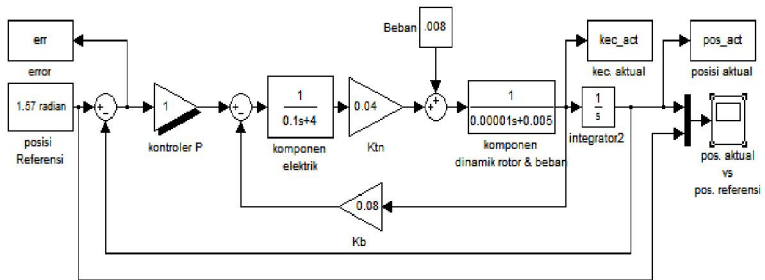 err
error
1.57 radian
posisi
Referensi
+
-
1
kontroler P
+
-
1
0.1s+4
komponen
elektrik
0.04
Ktn
Beban
.008
+
+
1
0.00001s+0.005
komponen
dinamik rotor & beban
kec_act
kec. aktual
1
s
integrator2
pos_act
posisi aktual
pos. aktual
vs
pos. referensi
0.08
Kb